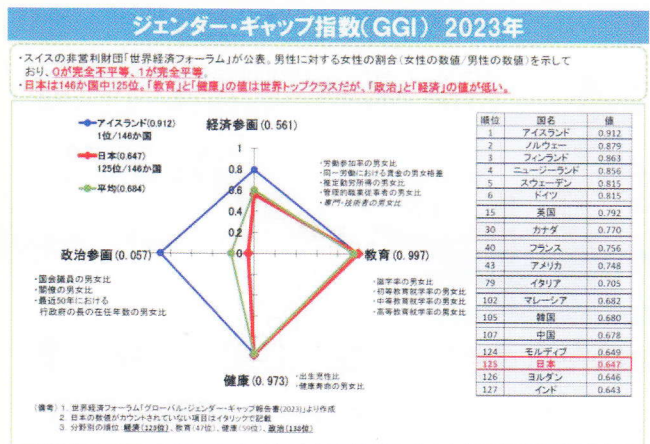 ジェンダー・ギャップ指数(GGI) 2023年
・スイスの非営利財団「世界経済フォーラム」が公表。男性に対する女性の割合(女性の数値/男性の数値)を示して
おり、0が完全不平等、1が完全平等。
・日本は146か国中125位。「教育」と「健康」の値は世界トップクラスだが、「政治」と「経済」の値が低い。
アイスランド(0.912)
1位/146か国
日本(0.647)
125位/146か国
平均(0.684)
経済参画(0.561)
1
0.8
0.6
0.4
0.2
0
・労働参加率の男女比
・同一労働における賃金の男女格差
・推定勤労所得の男女比
・管理的職業従事者の男女比
・専門・技術者の男女比
政治参画(0.057)
・国会議員の男女比
・閣僚の男女比
・最近50年における
行政府の長の在任年数の男女比
教育(0.997)
・識字率の男女比
・初等教育就学率の男女比
・中等教育就学率の男女比
・高等教育就学率の男女比
健康(0.973)
・出生児性比
・健康寿命の男女比
順位 国名 値
1 アイスランド 0.912
2 ノルウェー 0.879
3 フィンランド 0.863
4 ニュージーランド 0.856
5 スウェーデン 0.815
6 ドイツ 0.815
15 英国 0.792
30 カナダ 0.770
40 フランス 0.756
43 アメリカ 0.748
79 イタリア 0.705
102 マレーシア 0.682
105 韓国 0.680
107 中国 0.678
124 モルディブ 0.649
125 日本 0.647
126 ヨルダン 0.646
127 インド 0.643
(備考) 1. 世界経済フォーラム「グローバル・ジェンダー・ギャップ報告書(2023)」より作成
2. 日本の数値がカウントされていない項目はイタリックで記載
3. 分野別の順位:経済(123位)、教育(47位)、健康(59位)、政治(138位)